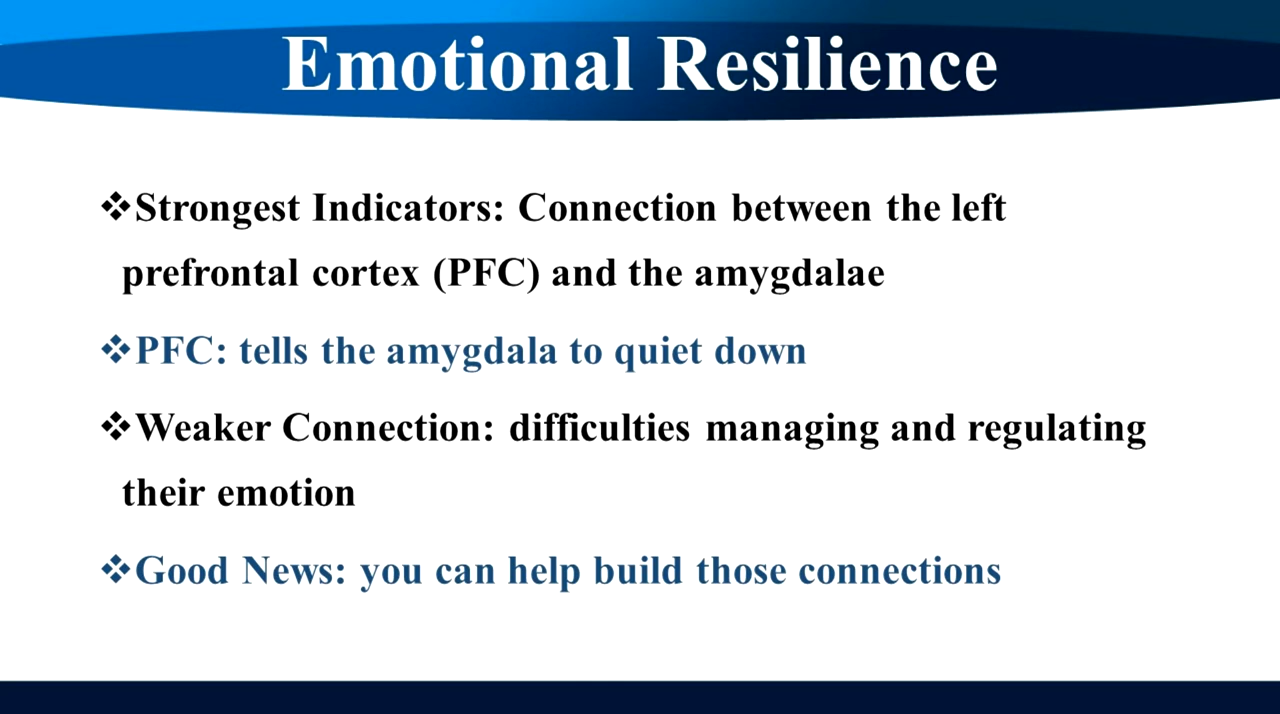 Emotional Resilience
❖Strongest Indicators: Connection between the left
prefrontal cortex (PFC) and the amygdalae
❖PFC: tells the amygdala to quiet down
❖Weaker Connection: difficulties managing and regulating
their emotion
❖Good News: you can help build those connections